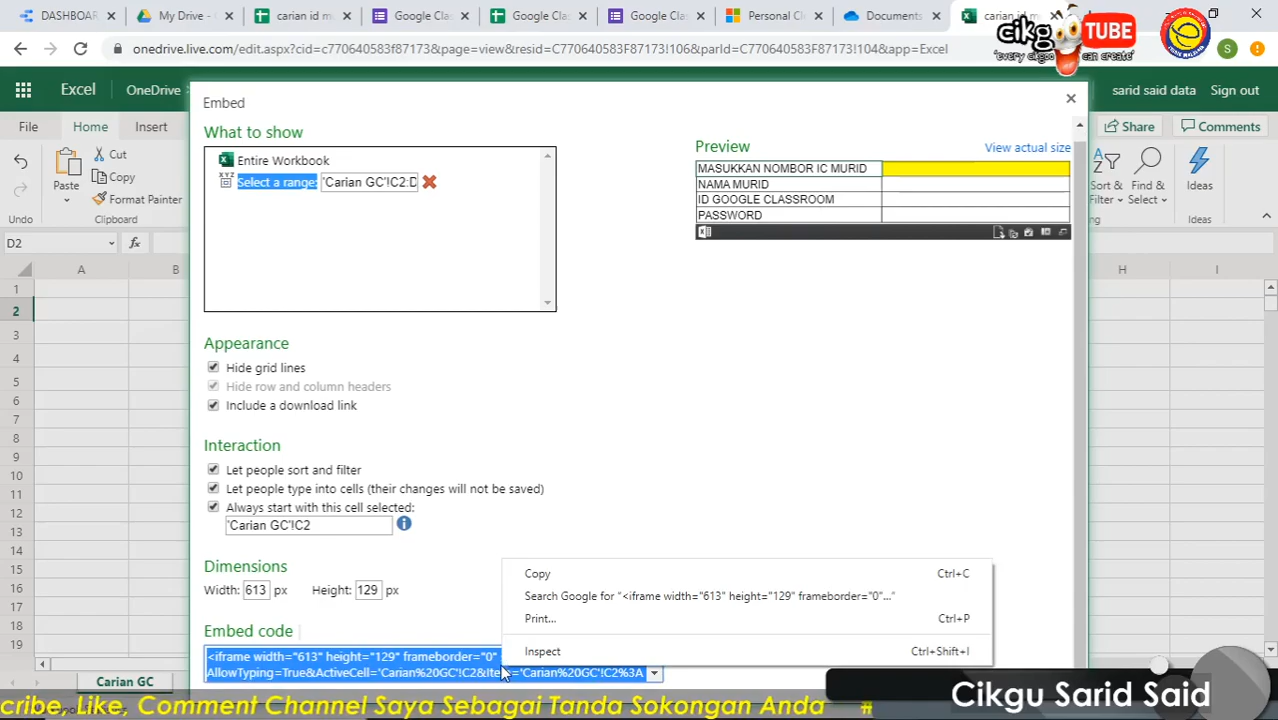 DASHBOAR
My Drive -
carian id m
Google Cla
Google Clas
Google Cla
Personal Ci
Documents
carian id m
onedrive.live.com/edit.aspx?cid=c770640583f87173&page=view&resid=C770640583F87173!106&parId=C770640583F87173!104&app=Excel
cikgu TUBE
"every cikgoo can create"
S
Excel
OneDrive
sarid said data
Sign out
File
Home
Insert
Share
Comments
Undo
Paste
Cut
Copy
Format Painter
Clipboard
Sort & Filter
Find & Select
Ideas
Ideas
D2
fx
A
B
H
I
1
2
3
4
5
6
7
8
9
10
11
12
13
14
15
16
17
18
19
Embed
What to show
Entire Workbook
Select a range: 'Carian GC'!C2:D
Preview
View actual size
MASUKKAN NOMBOR IC MURID
NAMA MURID
ID GOOGLE CLASSROOM
PASSWORD
Appearance
Hide grid lines
Hide row and column headers
Include a download link
Interaction
Let people sort and filter
Let people type into cells (their changes will not be saved)
Always start with this cell selected:
'Carian GC'!C2
Dimensions
Width: 613 px Height: 129 px
Embed code
<iframe width="613" height="129" frameborder="0"
AllowTyping=True&ActiveCell='Carian%20GC'!C2&Item='Carian%20GC'!C2%3A
Copy Ctrl+C
Search Google for "<iframe width="613" height="129" frameborder="0"..."
Print... Ctrl+P
Inspect Ctrl+Shift+I
Carian GC
cribe, Like, Comment Channel Saya Sebagai Tanda Sokongan Anda #
Cikgu Sarid Said